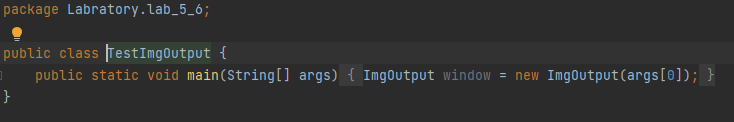 package Labratory.lab_5_6;
public class TestImgOutput {
public static void main(String[] args) { ImgOutput window = new ImgOutput(args[0]); }
}